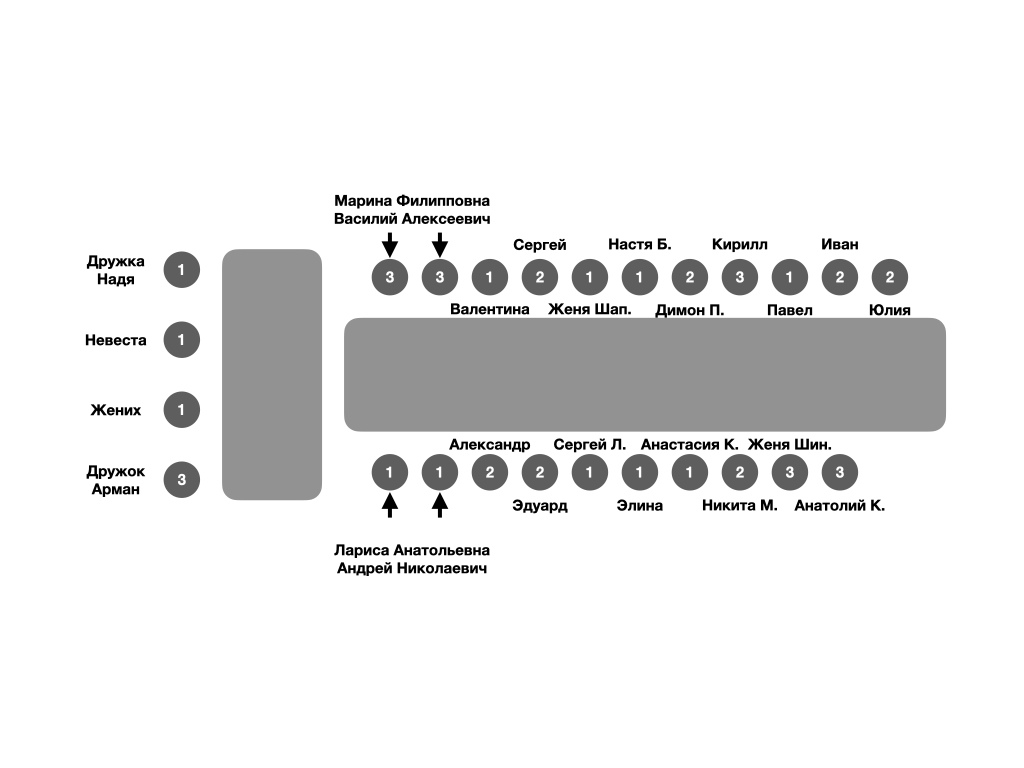 Марина Филипповна
Василий Алексеевич
Сергей Настя Б. Кирилл Иван
Дружка
Надя
1
3 3 1 2 1 1 2 3 1 2 2
Валентина Женя Шап. Димон П. Павел Юлия
Невеста 1
Жених 1
Александр Сергей Л. Анастасия К. Женя Шин.
Дружок
Арман
3
1 1 2 2 1 1 1 2 3 3
Эдуард Элина Никита М. Анатолий К.
Лариса Анатольевна
Андрей Николаевич